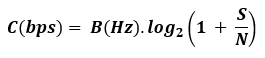 C(bps) = B(Hz).log₂(1 + S/N)